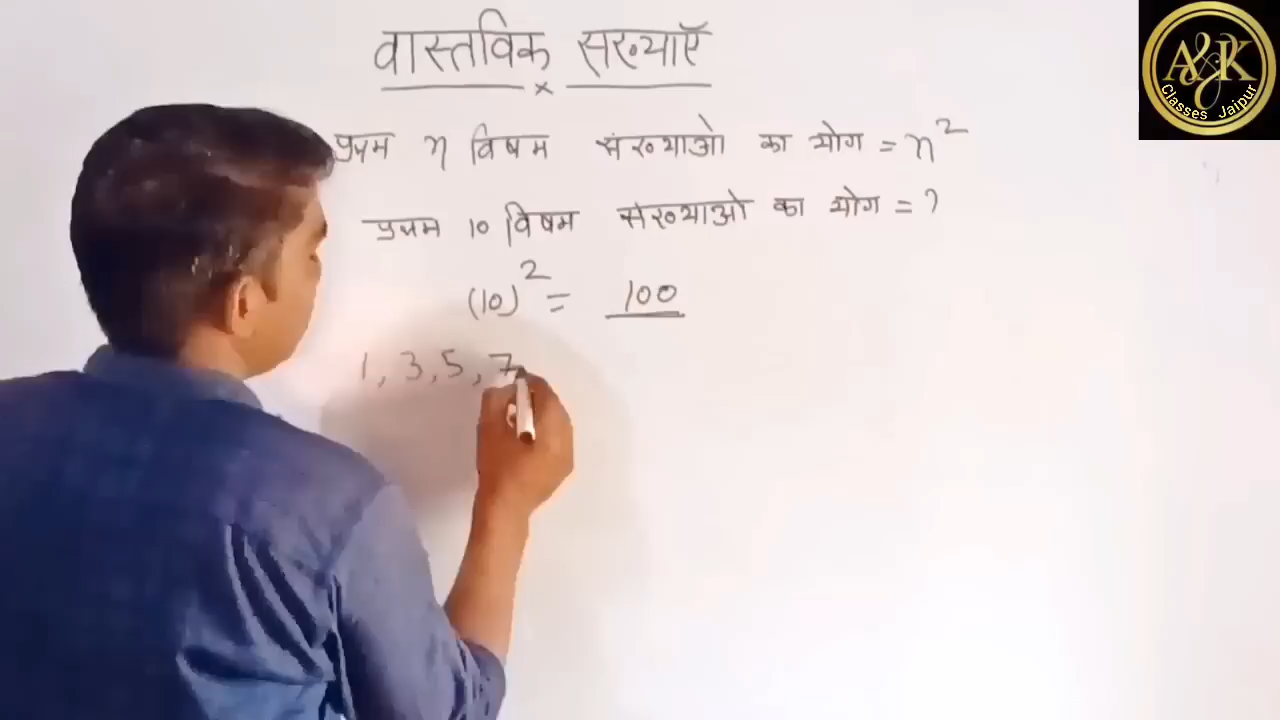 वास्तविक संख्याएँ
×
प्रथम n विषम संख्याओ का योग = n²
प्रथम 10 विषम संख्याओ का योग = ?
(10)² = 100
1, 3, 5, 7
A&K
Classes Jaipur